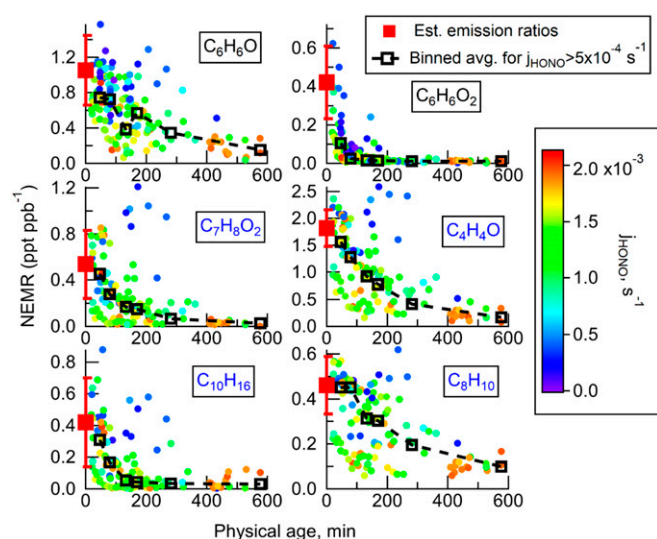 Est. emission ratios
Binned avg. for jHONO>5x10⁻⁴ s⁻¹
C₆H₆O
1.6
1.2
0.8
0.4
0.0
0 200 400 600
C₆H₆O₂
0.6
0.4
0.2
0.0
0 200 400 600
NEMR (ppt ppb⁻¹)
C₇H₈O₂
1.2
0.8
0.4
0.0
0 200 400 600
C₄H₄O
2.5
2.0
1.5
1.0
0.5
0.0
0 200 400 600
C₁₀H₁₆
0.8
0.6
0.4
0.2
0.0
0 200 400 600
C₈H₁₀
0.6
0.4
0.2
0.0
0 200 400 600
Physical age, min
2.0 x10⁻³
1.5
1.0
0.5
0.0
jHONO, s⁻¹